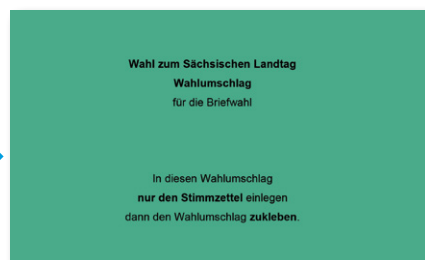 Wahl zum Sächsischen Landtag
Wahlumschlag
für die Briefwahl
In diesen Wahlumschlag
nur den Stimmzettel einlegen
dann den Wahlumschlag zukleben.